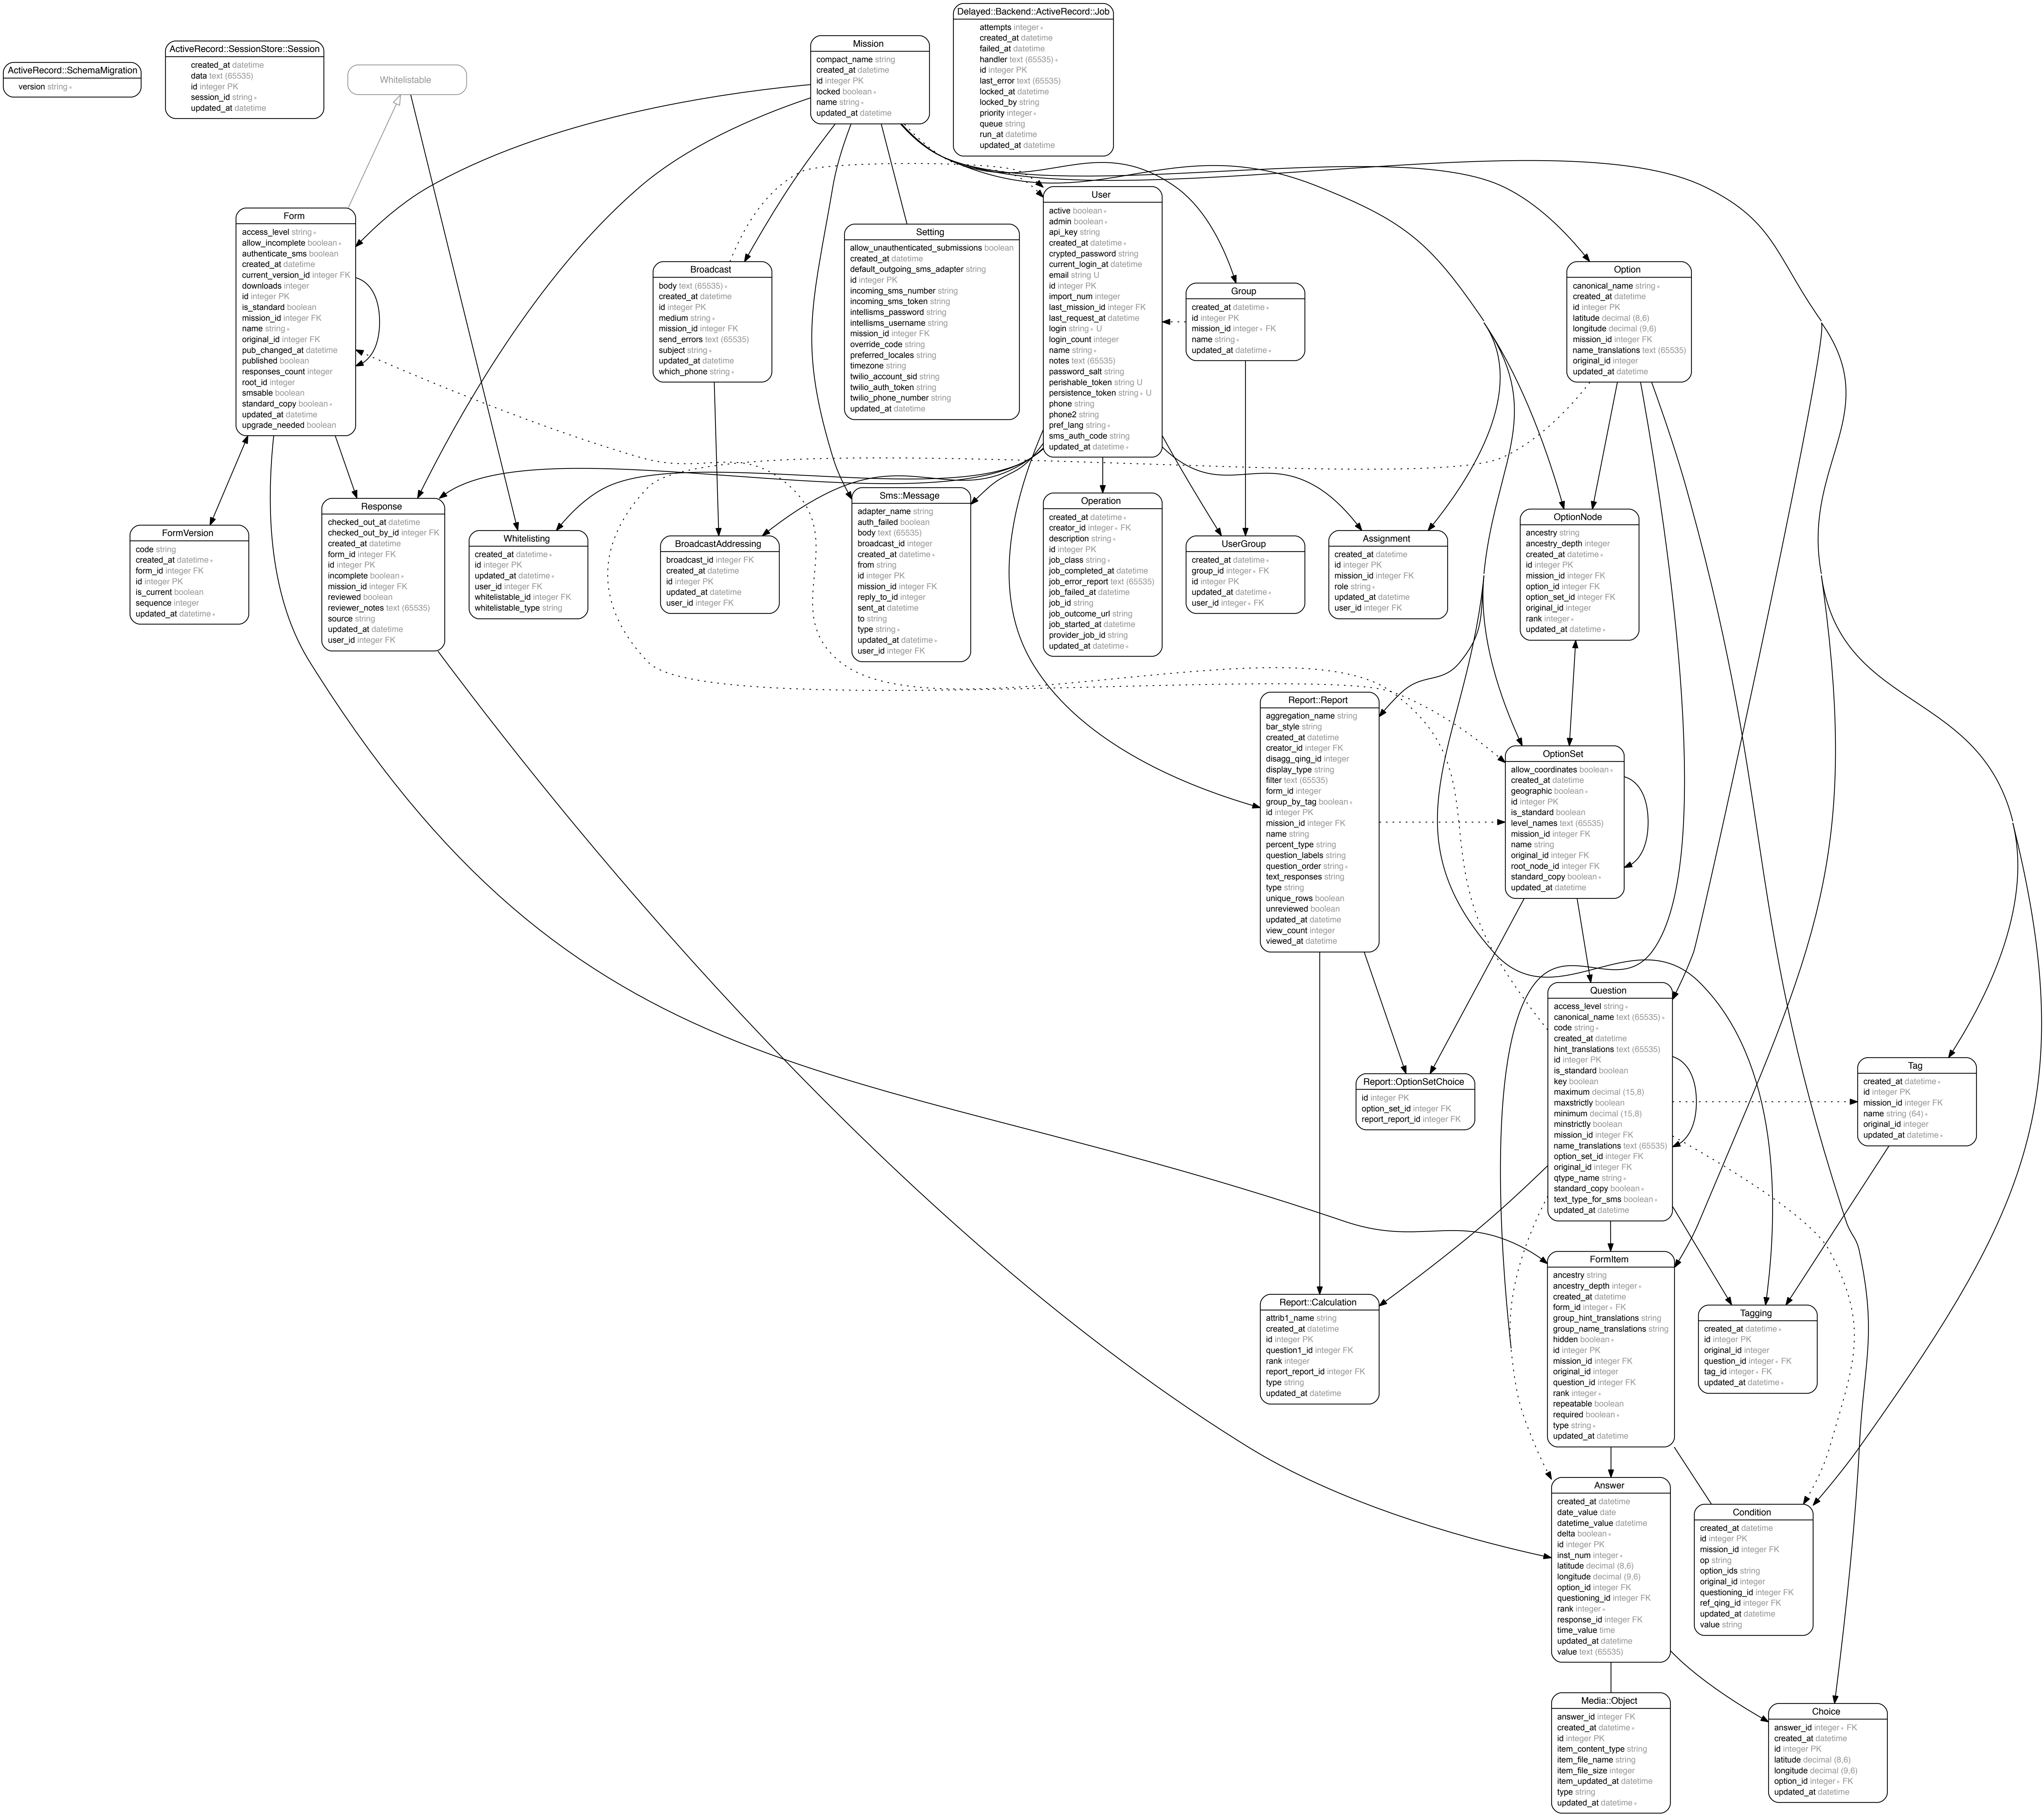 Delayed::Backend::ActiveRecord::Job
attempts integer ∗
created_at datetime
failed_at datetime
handler text (65535) ∗
id integer PK
last_error text (65535)
locked_at datetime
locked_by string
priority integer ∗
queue string
run_at datetime
updated_at datetime
Mission
compact_name string
created_at datetime
id integer PK
locked boolean ∗
name string ∗
updated_at datetime
ActiveRecord::SessionStore::Session
created_at datetime
data text (65535)
id integer PK
session_id string ∗
updated_at datetime
ActiveRecord::SchemaMigration
version string ∗
Whitelistable
User
active boolean ∗
admin boolean ∗
api_key string
created_at datetime ∗
crypted_password string
current_login_at datetime
email string U
id integer PK
import_num integer
last_mission_id integer FK
last_request_at datetime
login string ∗ U
login_count integer
name string ∗
notes text (65535)
password_salt string
perishable_token string U
persistence_token string ∗ U
phone string
phone2 string
pref_lang string ∗
sms_auth_code string
updated_at datetime ∗
Form
access_level string ∗
allow_incomplete boolean ∗
authenticate_sms boolean
created_at datetime
current_version_id integer FK
downloads integer
id integer PK
is_standard boolean
mission_id integer FK
name string ∗
original_id integer FK
pub_changed_at datetime
published boolean
responses_count integer
root_id integer
smsable boolean
standard_copy boolean ∗
updated_at datetime
upgrade_needed boolean
Setting
allow_unauthenticated_submissions boolean
created_at datetime
default_outgoing_sms_adapter string
id integer PK
incoming_sms_number string
incoming_sms_token string
intellisms_password string
intellisms_username string
mission_id integer FK
override_code string
preferred_locales string
timezone string
twilio_account_sid string
twilio_auth_token string
twilio_phone_number string
updated_at datetime
Broadcast
body text (65535) ∗
created_at datetime
id integer PK
medium string ∗
mission_id integer FK
send_errors text (65535)
subject string ∗
updated_at datetime
which_phone string ∗
Group
created_at datetime ∗
id integer PK
mission_id integer ∗ FK
name string ∗
updated_at datetime ∗
Option
canonical_name string ∗
created_at datetime
id integer PK
latitude decimal (8,6)
longitude decimal (9,6)
mission_id integer FK
name_translations text (65535)
original_id integer
updated_at datetime
FormVersion
code string
created_at datetime ∗
form_id integer FK
id integer PK
is_current boolean
sequence integer
updated_at datetime ∗
Response
checked_out_at datetime
checked_out_by_id integer FK
created_at datetime
form_id integer FK
id integer PK
incomplete boolean ∗
mission_id integer FK
reviewed boolean
reviewer_notes text (65535)
source string
updated_at datetime
user_id integer FK
Whitelisting
created_at datetime ∗
id integer PK
updated_at datetime ∗
user_id integer FK
whitelistable_id integer FK
whitelistable_type string
BroadcastAddressing
broadcast_id integer FK
created_at datetime
id integer PK
updated_at datetime
user_id integer FK
Sms::Message
adapter_name string
auth_failed boolean
body text (65535)
broadcast_id integer
created_at datetime ∗
from string
id integer PK
mission_id integer FK
reply_to_id integer
sent_at datetime
to string
type string ∗
updated_at datetime ∗
user_id integer FK
Operation
created_at datetime ∗
creator_id integer ∗ FK
description string ∗
id integer PK
job_class string ∗
job_completed_at datetime
job_error_report text (65535)
job_failed_at datetime
job_id string
job_outcome_url string
job_started_at datetime
provider_job_id string
updated_at datetime ∗
UserGroup
created_at datetime ∗
group_id integer ∗ FK
id integer PK
updated_at datetime ∗
user_id integer ∗ FK
Assignment
created_at datetime
id integer PK
mission_id integer FK
role string ∗
updated_at datetime
user_id integer FK
OptionNode
ancestry string
ancestry_depth integer
created_at datetime ∗
id integer PK
mission_id integer FK
option_id integer FK
option_set_id integer FK
original_id integer
rank integer ∗
updated_at datetime ∗
Report::Report
aggregation_name string
bar_style string
created_at datetime
creator_id integer FK
disagg_qing_id integer
display_type string
filter text (65535)
form_id integer
group_by_tag boolean ∗
id integer PK
mission_id integer FK
name string
percent_type string
question_labels string
question_order string ∗
text_responses string
type string
unique_rows boolean
unreviewed boolean
updated_at datetime
view_count integer
viewed_at datetime
OptionSet
allow_coordinates boolean ∗
created_at datetime
geographic boolean ∗
id integer PK
is_standard boolean
level_names text (65535)
mission_id integer FK
name string
original_id integer FK
root_node_id integer FK
standard_copy boolean ∗
updated_at datetime
Question
access_level string ∗
canonical_name text (65535) ∗
code string ∗
created_at datetime
hint_translations text (65535)
id integer PK
is_standard boolean
key boolean
maximum decimal (15,8)
maxstrictly boolean
minimum decimal (15,8)
minstrictly boolean
mission_id integer FK
name_translations text (65535)
option_set_id integer FK
original_id integer FK
qtype_name string ∗
standard_copy boolean ∗
text_type_for_sms boolean ∗
updated_at datetime
Report::OptionSetChoice
id integer PK
option_set_id integer FK
report_report_id integer FK
Tag
created_at datetime ∗
id integer PK
mission_id integer FK
name string (64) ∗
original_id integer
updated_at datetime ∗
FormItem
ancestry string
ancestry_depth integer ∗
created_at datetime
form_id integer ∗ FK
group_hint_translations string
group_name_translations string
hidden boolean ∗
id integer PK
mission_id integer FK
original_id integer
question_id integer FK
rank integer ∗
repeatable boolean
required boolean ∗
type string ∗
updated_at datetime
Report::Calculation
attrib1_name string
created_at datetime
id integer PK
question1_id integer FK
rank integer
report_report_id integer FK
type string
updated_at datetime
Tagging
created_at datetime ∗
id integer PK
original_id integer
question_id integer ∗ FK
tag_id integer ∗ FK
updated_at datetime ∗
Answer
created_at datetime
date_value date
datetime_value datetime
delta boolean ∗
id integer PK
inst_num integer ∗
latitude decimal (8,6)
longitude decimal (9,6)
option_id integer FK
questioning_id integer FK
rank integer ∗
response_id integer FK
time_value time
updated_at datetime
value text (65535)
Condition
created_at datetime
id integer PK
mission_id integer FK
op string
option_ids string
original_id integer
questioning_id integer FK
ref_qing_id integer FK
updated_at datetime
value string
Media::Object
answer_id integer FK
created_at datetime ∗
id integer PK
item_content_type string
item_file_name string
item_file_size integer
item_updated_at datetime
type string
updated_at datetime ∗
Choice
answer_id integer ∗ FK
created_at datetime
id integer PK
latitude decimal (8,6)
longitude decimal (9,6)
option_id integer ∗ FK
updated_at datetime